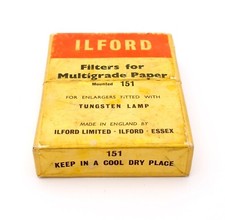 ILFORD
Filters for
Multigrade Paper
Mounted 151
FOR ENLARGERS FITTED WITH
TUNGSTEN LAMP
MADE IN ENGLAND BY
ILFORD LIMITED · ILFORD · ESSEX
151
KEEP IN A COOL DRY PLACE